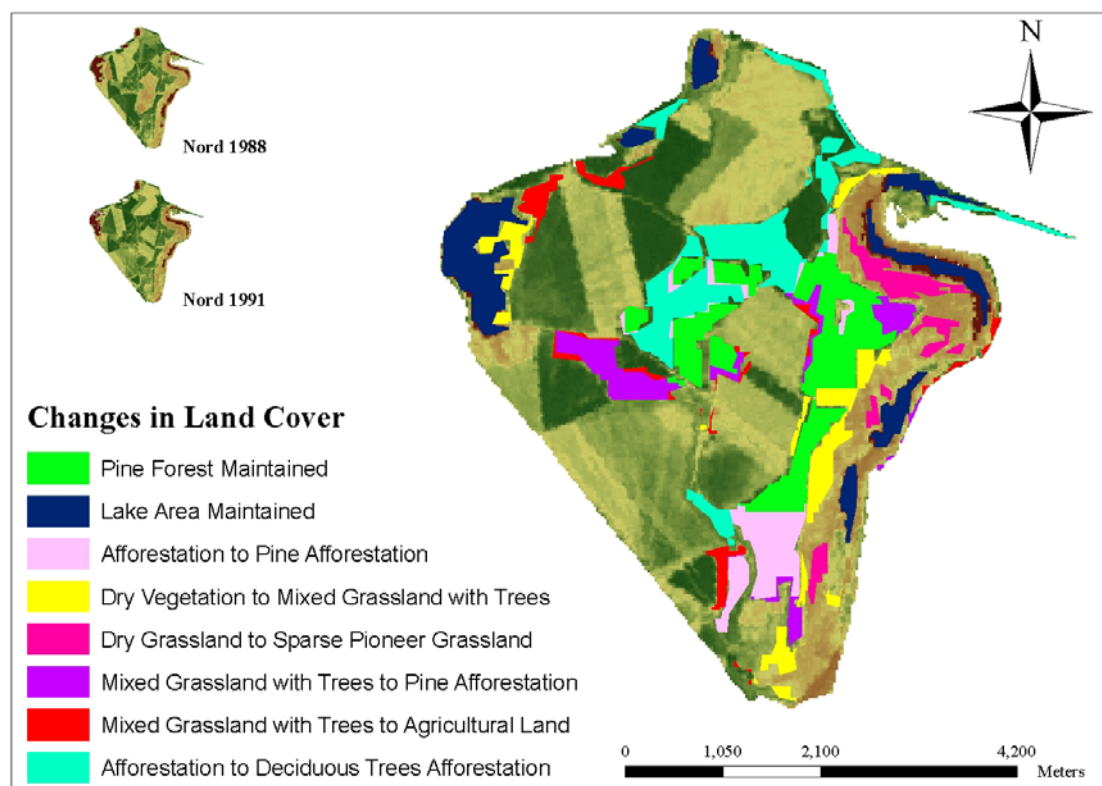 Nord 1988
Nord 1991
N
Changes in Land Cover
Pine Forest Maintained
Lake Area Maintained
Afforestation to Pine Afforestation
Dry Vegetation to Mixed Grassland with Trees
Dry Grassland to Sparse Pioneer Grassland
Mixed Grassland with Trees to Pine Afforestation
Mixed Grassland with Trees to Agricultural Land
Afforestation to Deciduous Trees Afforestation
0 1,050 2,100 4,200
Meters